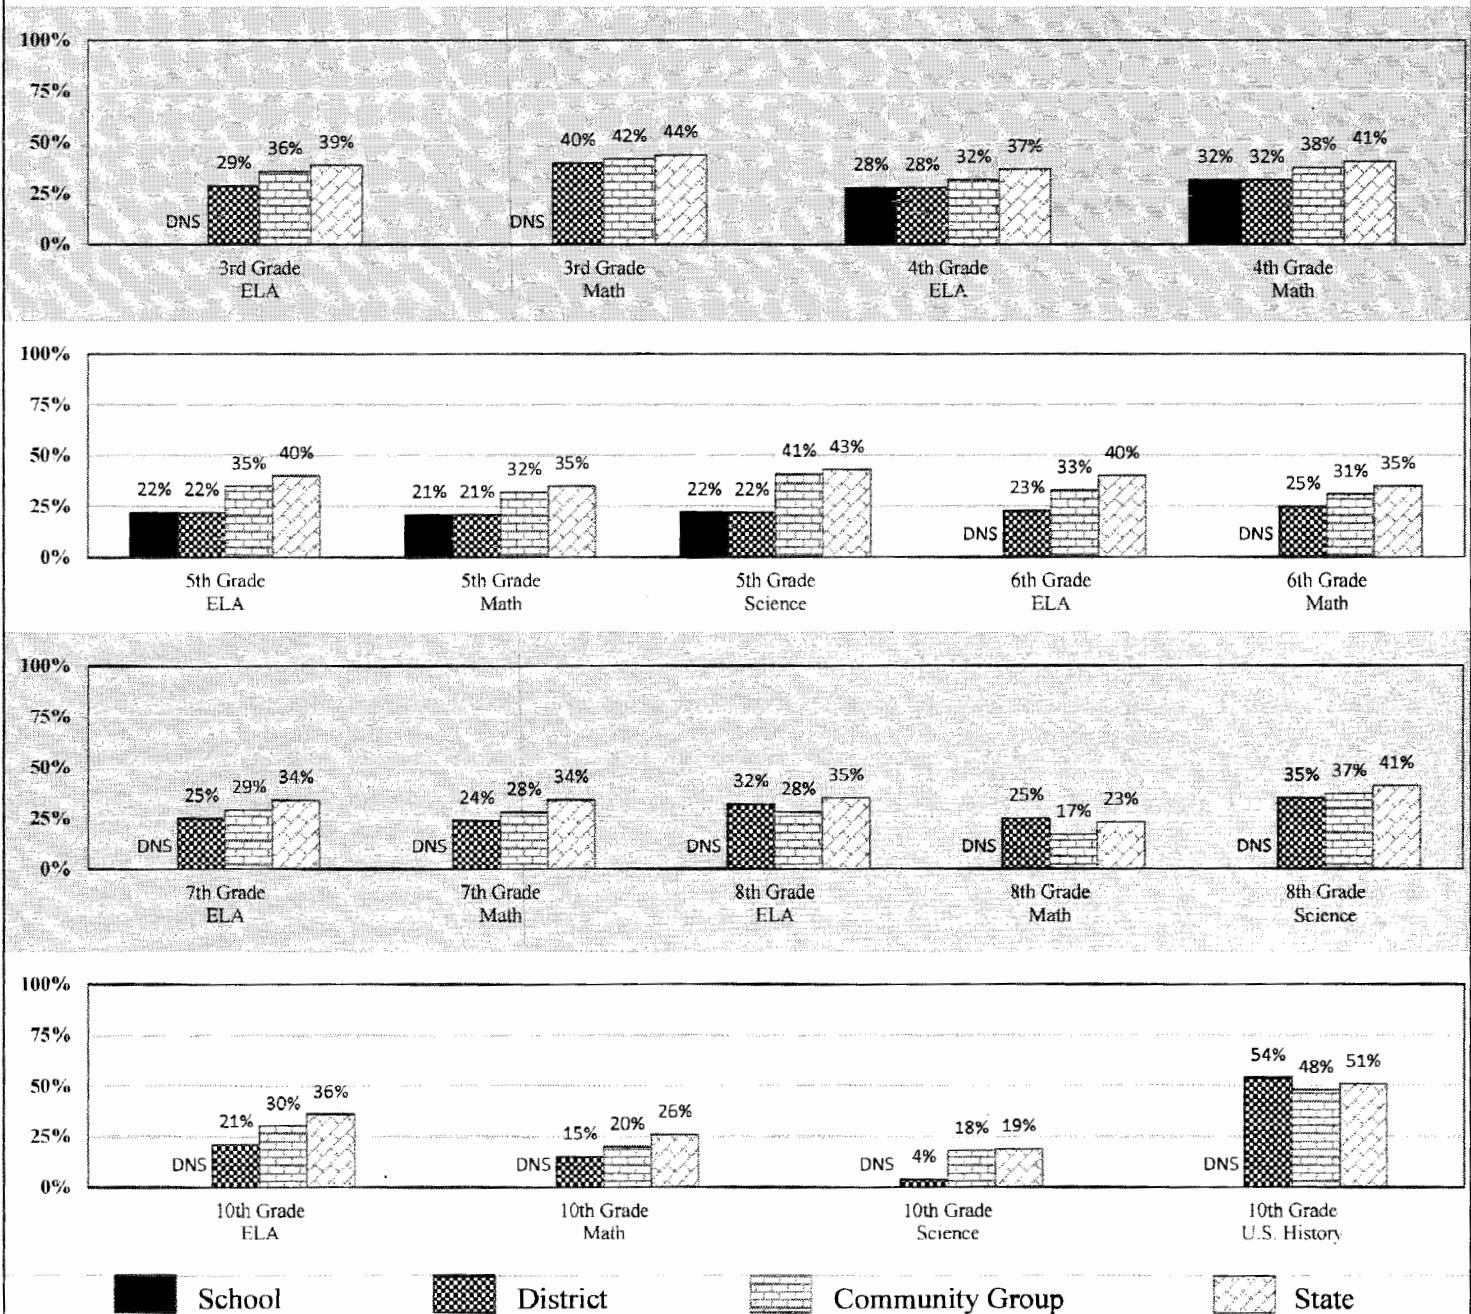 100%
75%
50%
25%
0%
DNS 29% 36% 39%
DNS 40% 42% 44%
28% 28% 32% 37%
32% 32% 38% 41%
3rd Grade
ELA
3rd Grade
Math
4th Grade
ELA
4th Grade
Math
100%
75%
50%
25%
0%
22% 22% 35% 40%
21% 21% 32% 35%
22% 22% 41% 43%
DNS 23% 33% 40%
DNS 25% 31% 35%
5th Grade
ELA
5th Grade
Math
5th Grade
Science
6th Grade
ELA
6th Grade
Math
100%
75%
50%
25%
0%
DNS 25% 29% 34%
DNS 24% 28% 34%
DNS 32% 28% 35%
DNS 25% 17% 23%
DNS 35% 37% 41%
7th Grade
ELA
7th Grade
Math
8th Grade
ELA
8th Grade
Math
8th Grade
Science
100%
75%
50%
25%
0%
DNS 21% 30% 36%
DNS 15% 20% 26%
DNS 4% 18% 19%
DNS 54% 48% 51%
10th Grade
ELA
10th Grade
Math
10th Grade
Science
10th Grade
U.S. History
School District Community Group State